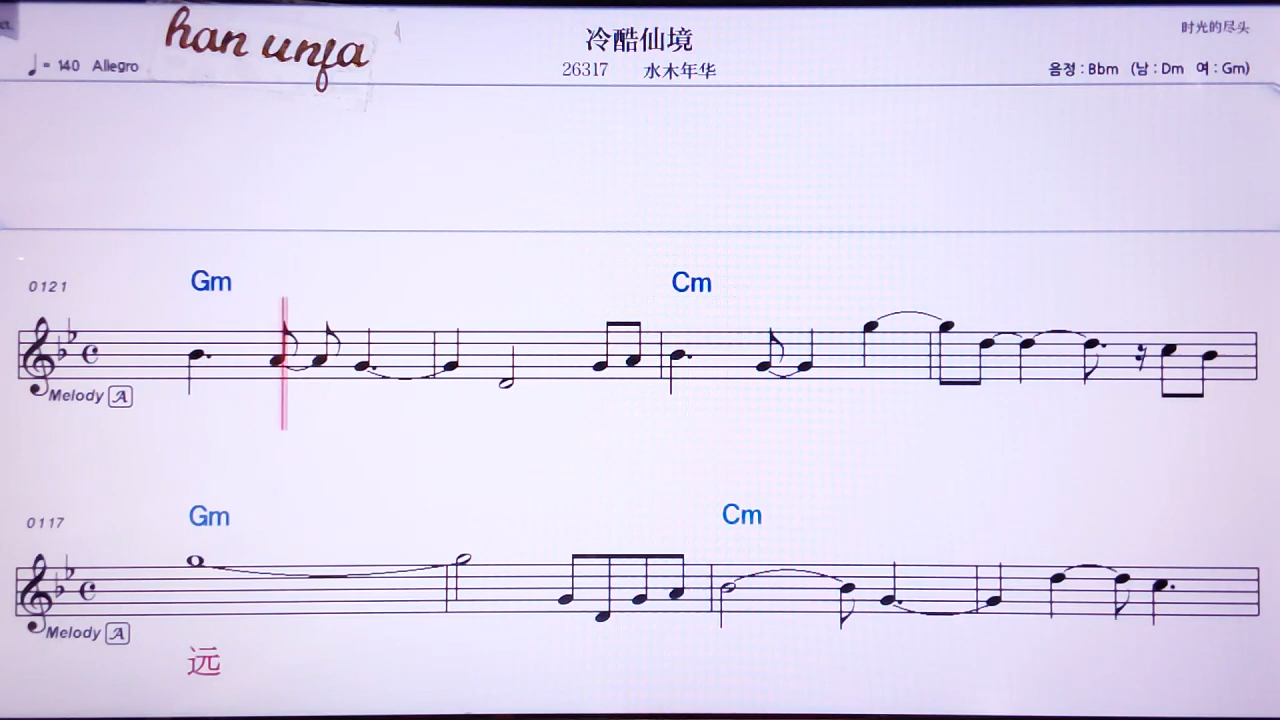 han unfa
冷酷仙境
时光的尽头
♩= 140 Allegro
26317 水木年华
음정 : Bbm (남 : Dm 여 : Gm)
Gm Cm
0121
Melody A
Gm Cm
0117
Melody A
远